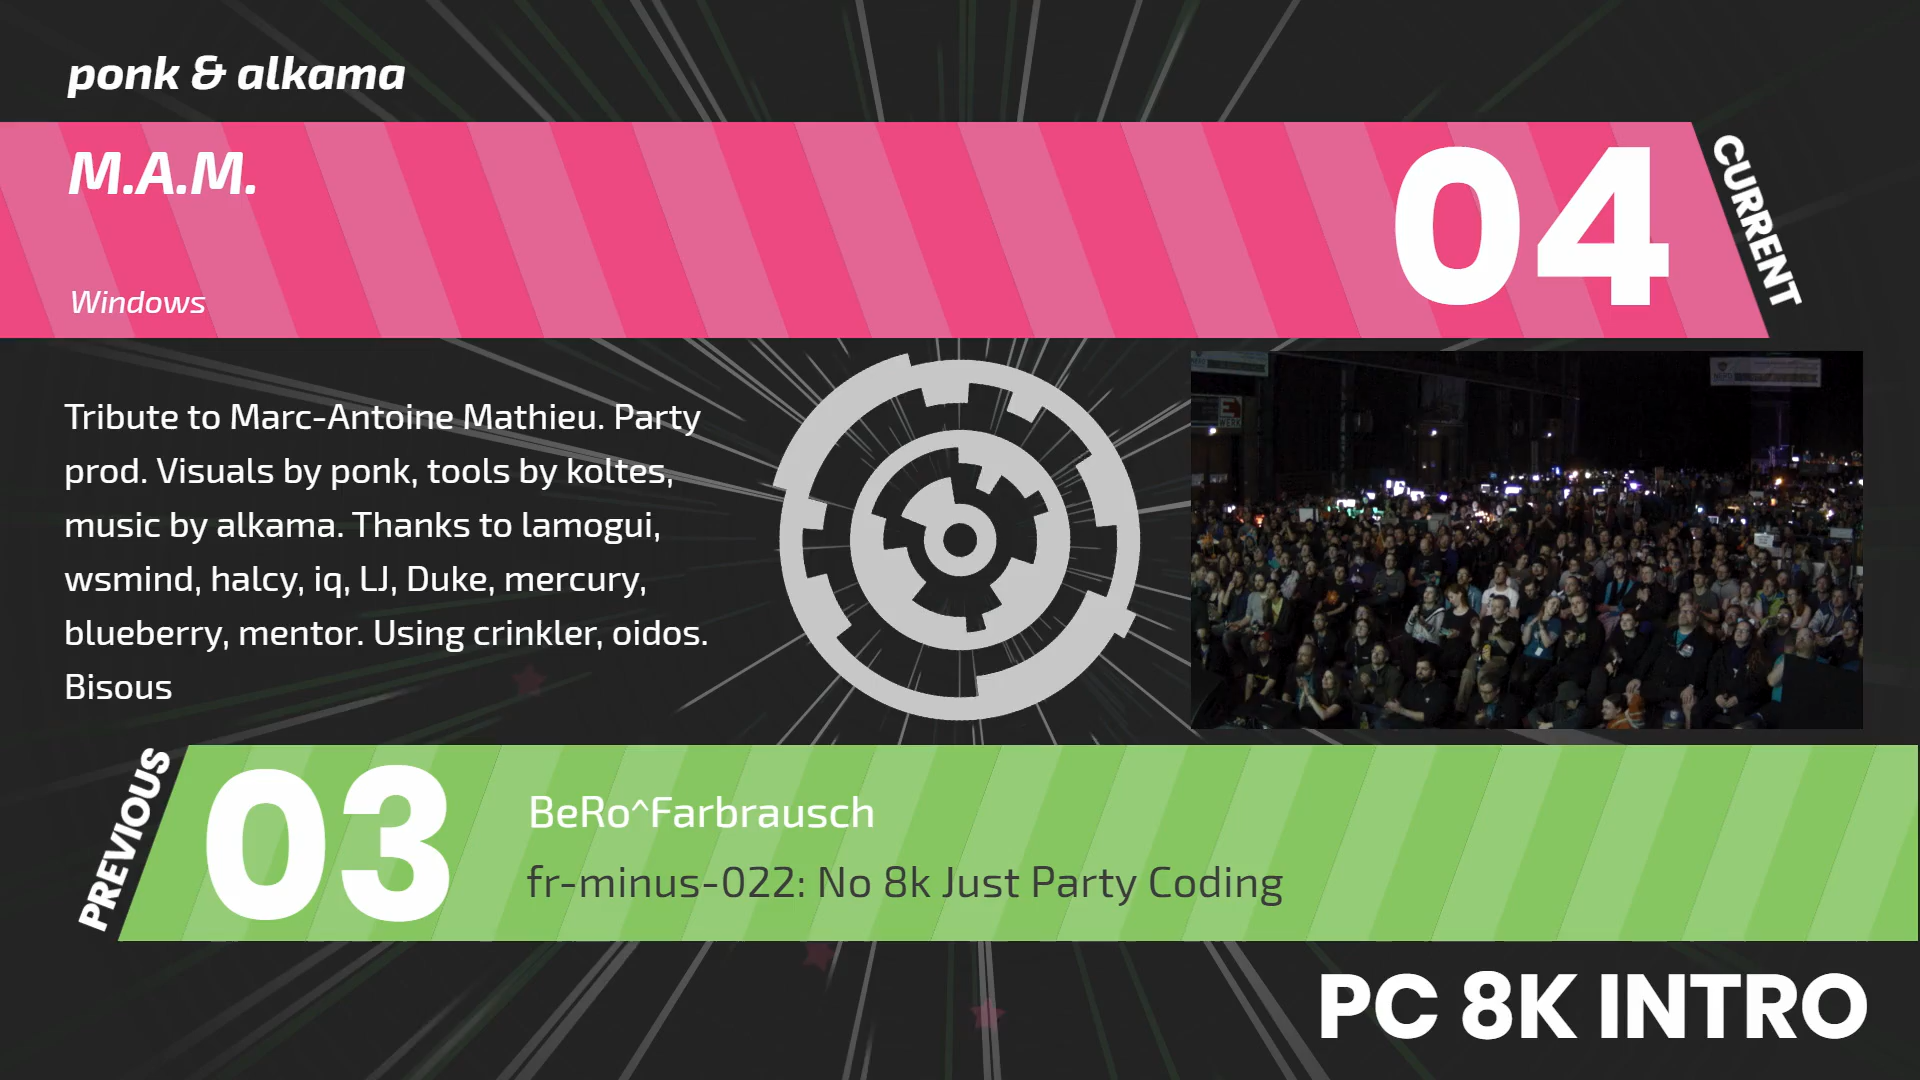 ponk & alkama
M.A.M.
04
CURRENT
Windows
Tribute to Marc-Antoine Mathieu. Party
prod. Visuals by ponk, tools by koltes,
music by alkama. Thanks to lamogui,
wsmind, halcy, iq, LJ, Duke, mercury,
blueberry, mentor. Using crinkler, oidos.
Bisous
PREVIOUS
03
BeRo^Farbrausch
fr-minus-022: No 8k Just Party Coding
PC 8K INTRO